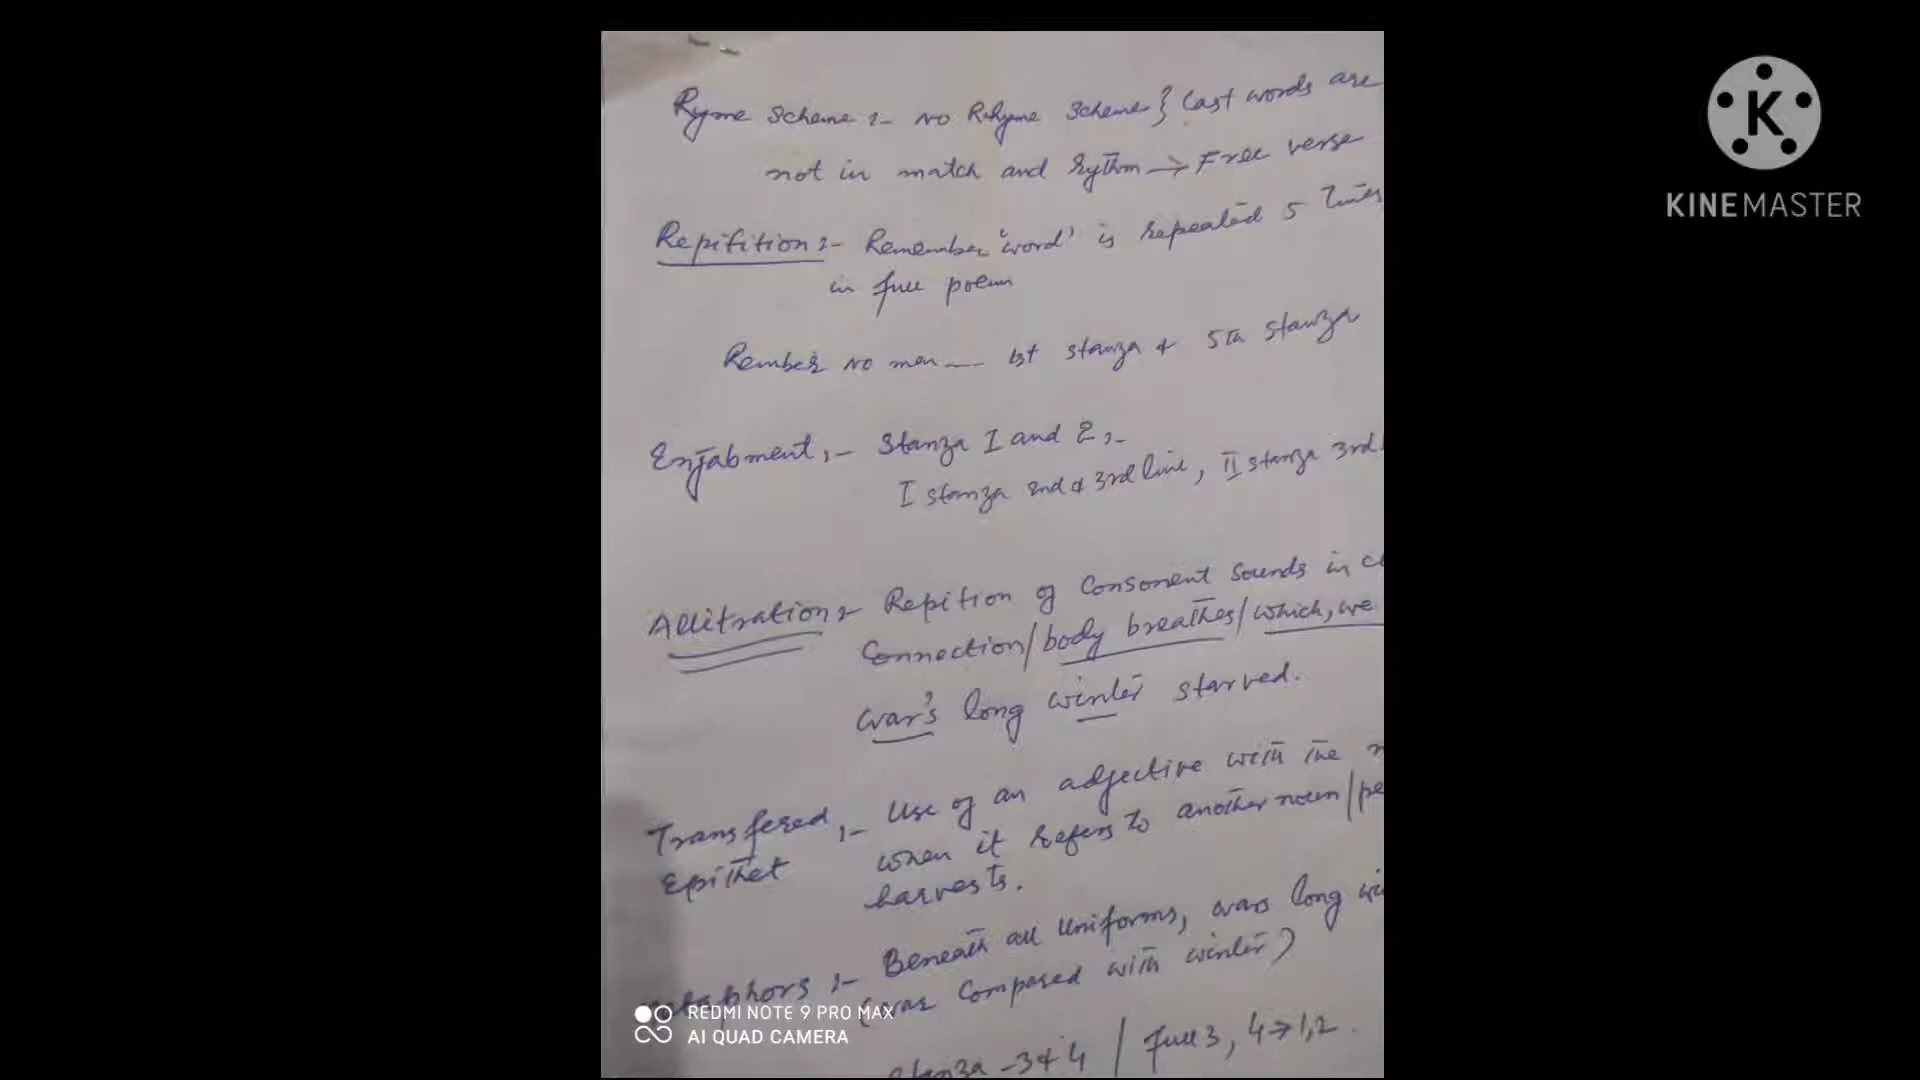 Ryme Scheme :- No Rhyme Scheme } Last words are
not in match and rythm → Free verse
Repitition :- Remember 'word' is repeated 5 Times
in full poem
no men — 1st stanza & 5th stanza
Enjabment :- Stanza I and 2 :-
I stanza 2nd & 3rd line, II stanza 3rd
Allitration :- Repition of Consonent Sounds in
Connection / body breathes / which, we
War's long winter starved.
Transfered :- Use of an adjective with the
Epithet when it refers to another noun /
harvests.
:- Beneath all Uniforms, wars long
(war Compared with winter)
stanza - 3 & 4 / full 3, 4 → 1,2.
K
KINEMASTER
REDMI NOTE 9 PRO MAX
AI QUAD CAMERA